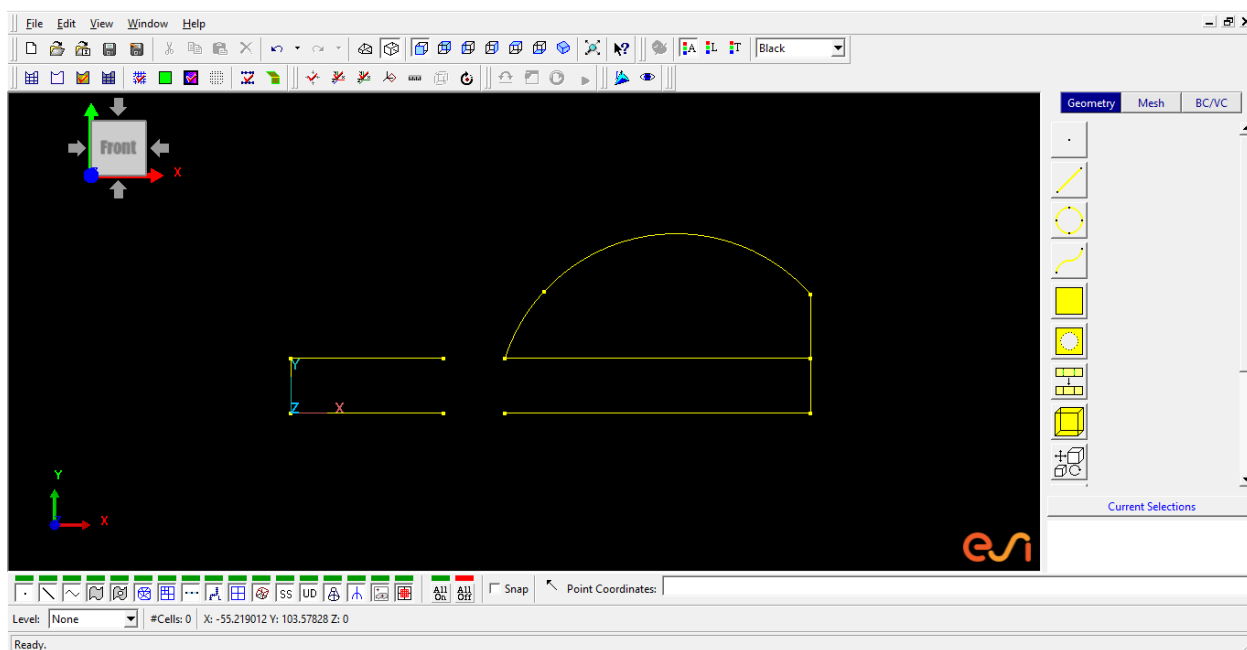 File Edit View Window Help
A L T Black
Geometry Mesh BC/VC
Front
X
Y
Z X
Y
X
esi
Current Selections
SS UD All On All Off Snap Point Coordinates:
Level: None #Cells: 0 X: -55.219012 Y: 103.57828 Z: 0
Ready.